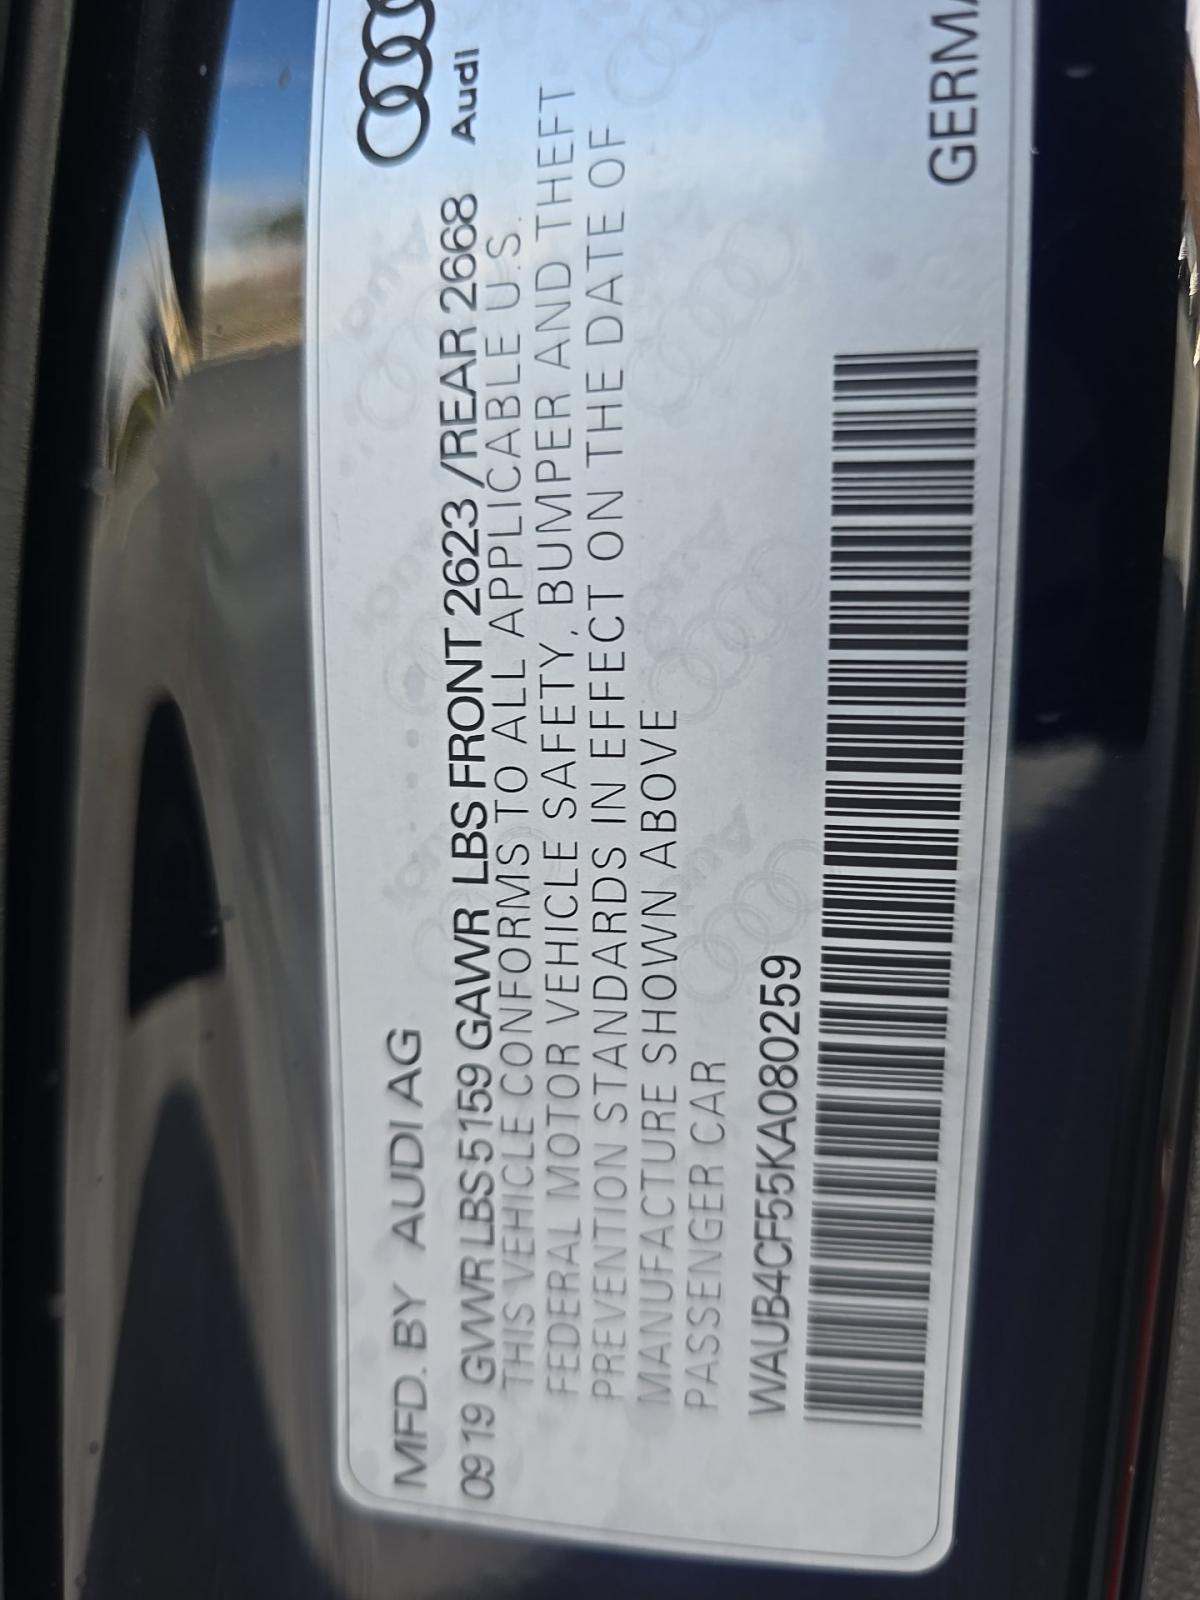 MFD. BY AUDI AG
0919 GVWR LBS 5159 GAWR LBS FRONT 2623 /REAR 2668
Audi
THIS VEHICLE CONFORMS TO ALL APPLICABLE U.S.
FEDERAL MOTOR VEHICLE SAFETY, BUMPER AND THEFT
PREVENTION STANDARDS IN EFFECT ON THE DATE OF
MANUFACTURE SHOWN ABOVE
PASSENGER CAR
WAUB4CF55KA080259